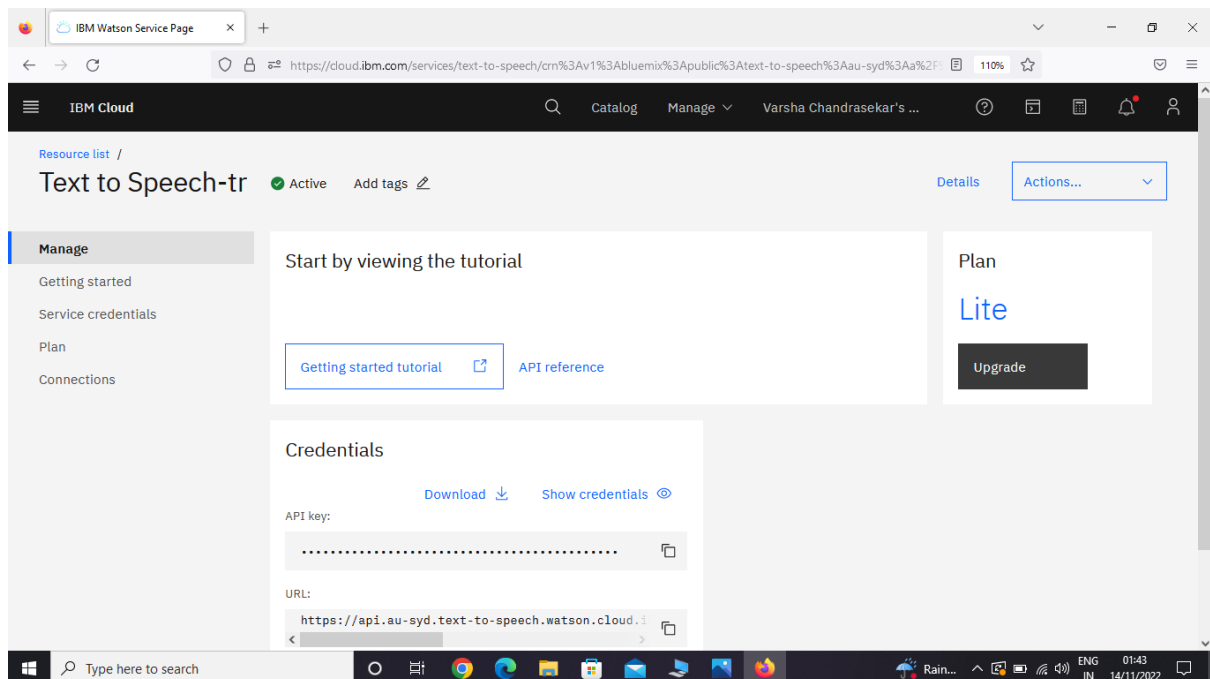 IBM Watson Service Page
https://cloud.ibm.com/services/text-to-speech/crn%3Av1%3Abluemix%3Apublic%3Atext-to-speech%3Aau-syd%3Aa%2F
110%
IBM Cloud
Catalog
Manage
Varsha Chandrasekar's ...
Resource list /
Text to Speech-tr
Active
Add tags
Details
Actions...
Manage
Getting started
Service credentials
Plan
Connections
Start by viewing the tutorial
Getting started tutorial
API reference
Plan
Lite
Upgrade
Credentials
Download
Show credentials
API key:
URL:
https://api.au-syd.text-to-speech.watson.cloud.i
Type here to search
Rain...
ENG
IN
01:43
14/11/2022